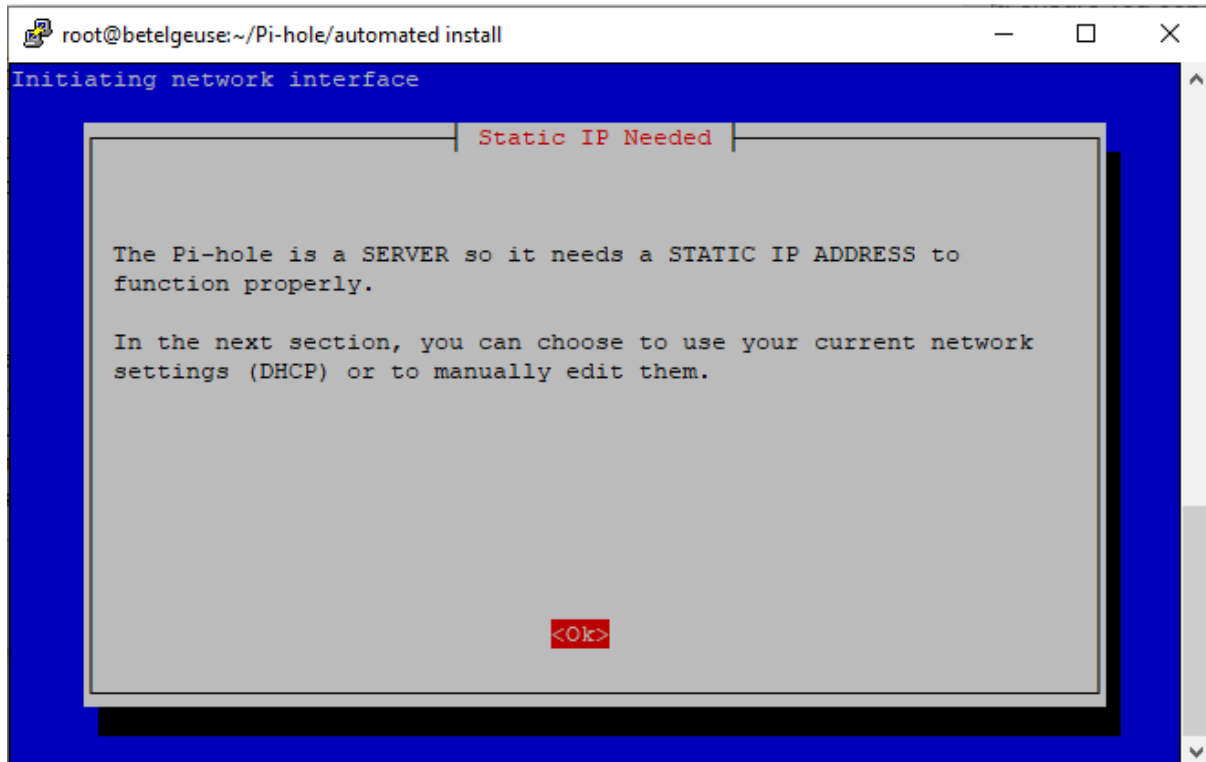 root@betelgeuse:~/Pi-hole/automated install
Initiating network interface
Static IP Needed
The Pi-hole is a SERVER so it needs a STATIC IP ADDRESS to
function properly.
In the next section, you can choose to use your current network
settings (DHCP) or to manually edit them.
<Ok>